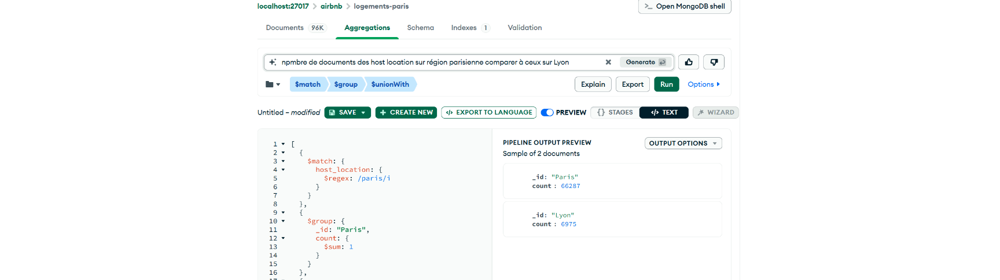 localhost:27017 > airbnb > logements-paris
>_ Open MongoDB shell
Documents 96K Aggregations Schema Indexes 1 Validation
npmbre de documents des host location sur région parisienne comparer à ceux sur Lyon
Generate
$match $group $unionWith
Explain Export Run Options
Untitled – modified SAVE + CREATE NEW </> EXPORT TO LANGUAGE PREVIEW {} STAGES </> TEXT WIZARD
1 [
2 {
3 $match: {
4 host_location: {
5 $regex: /paris/i
6 }
7 }
8 },
9 {
10 $group: {
11 _id: "Paris",
12 count: {
13 $sum: 1
14 }
15 }
16 },
PIPELINE OUTPUT PREVIEW
OUTPUT OPTIONS
Sample of 2 documents
_id: "Paris"
count : 66287
_id: "Lyon"
count : 6975